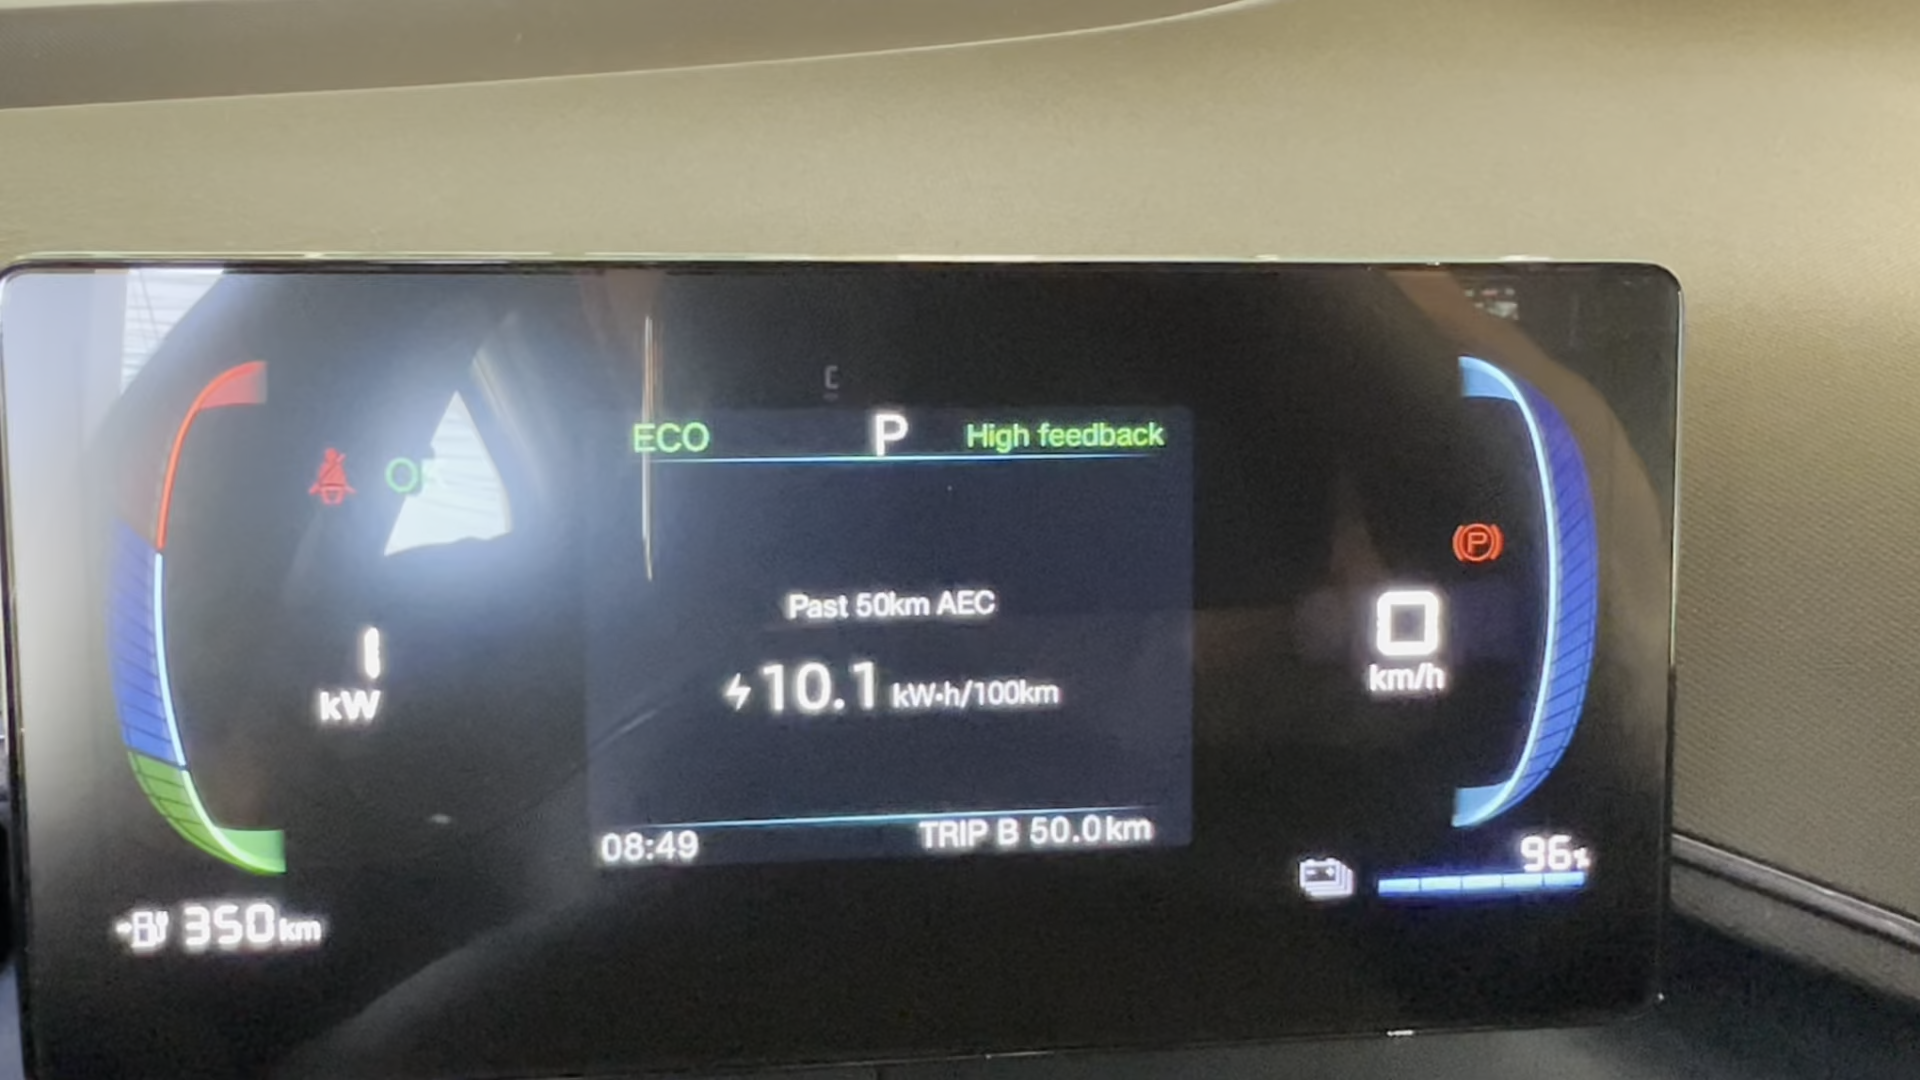 ECO P High feedback
Past 50km AEC
10.1 kW·h/100km
1
kW
P
0
km/h
08:49 TRIP B 50.0km
96%
350km